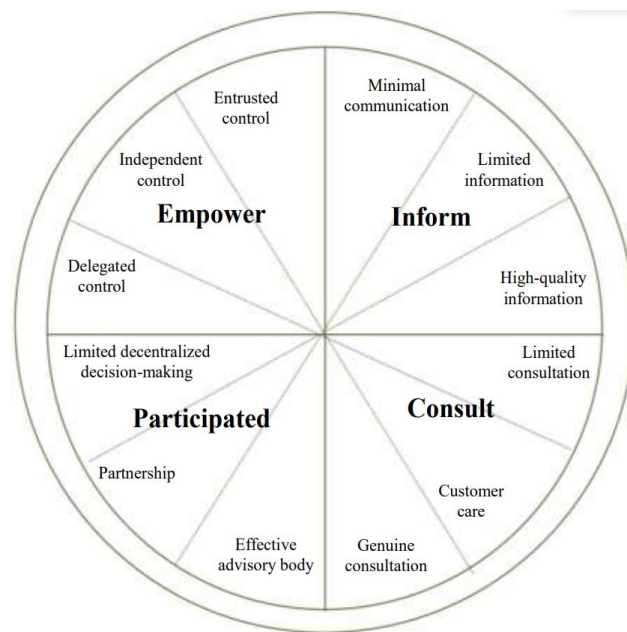 Entrusted
control
Minimal
communication
Independent
control
Limited
information
Empower
Inform
Delegated
control
High-quality
information
Limited decentralized
decision-making
Limited
consultation
Participated
Consult
Partnership
Customer
care
Effective
advisory body
Genuine
consultation